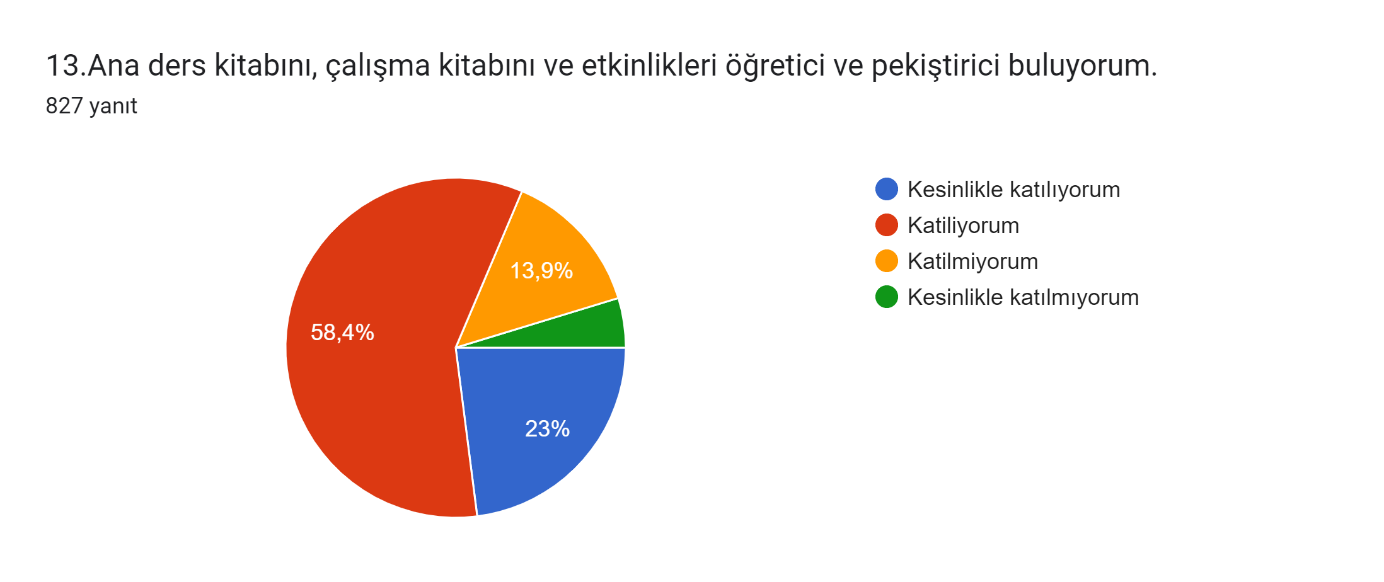 13.Ana ders kitabını, çalışma kitabını ve etkinlikleri öğretici ve pekiştirici buluyorum.
827 yanıt
Kesinlikle katılıyorum
Katiliyorum
Katilmiyorum
Kesinlikle katılmıyorum
13,9%
58,4%
23%